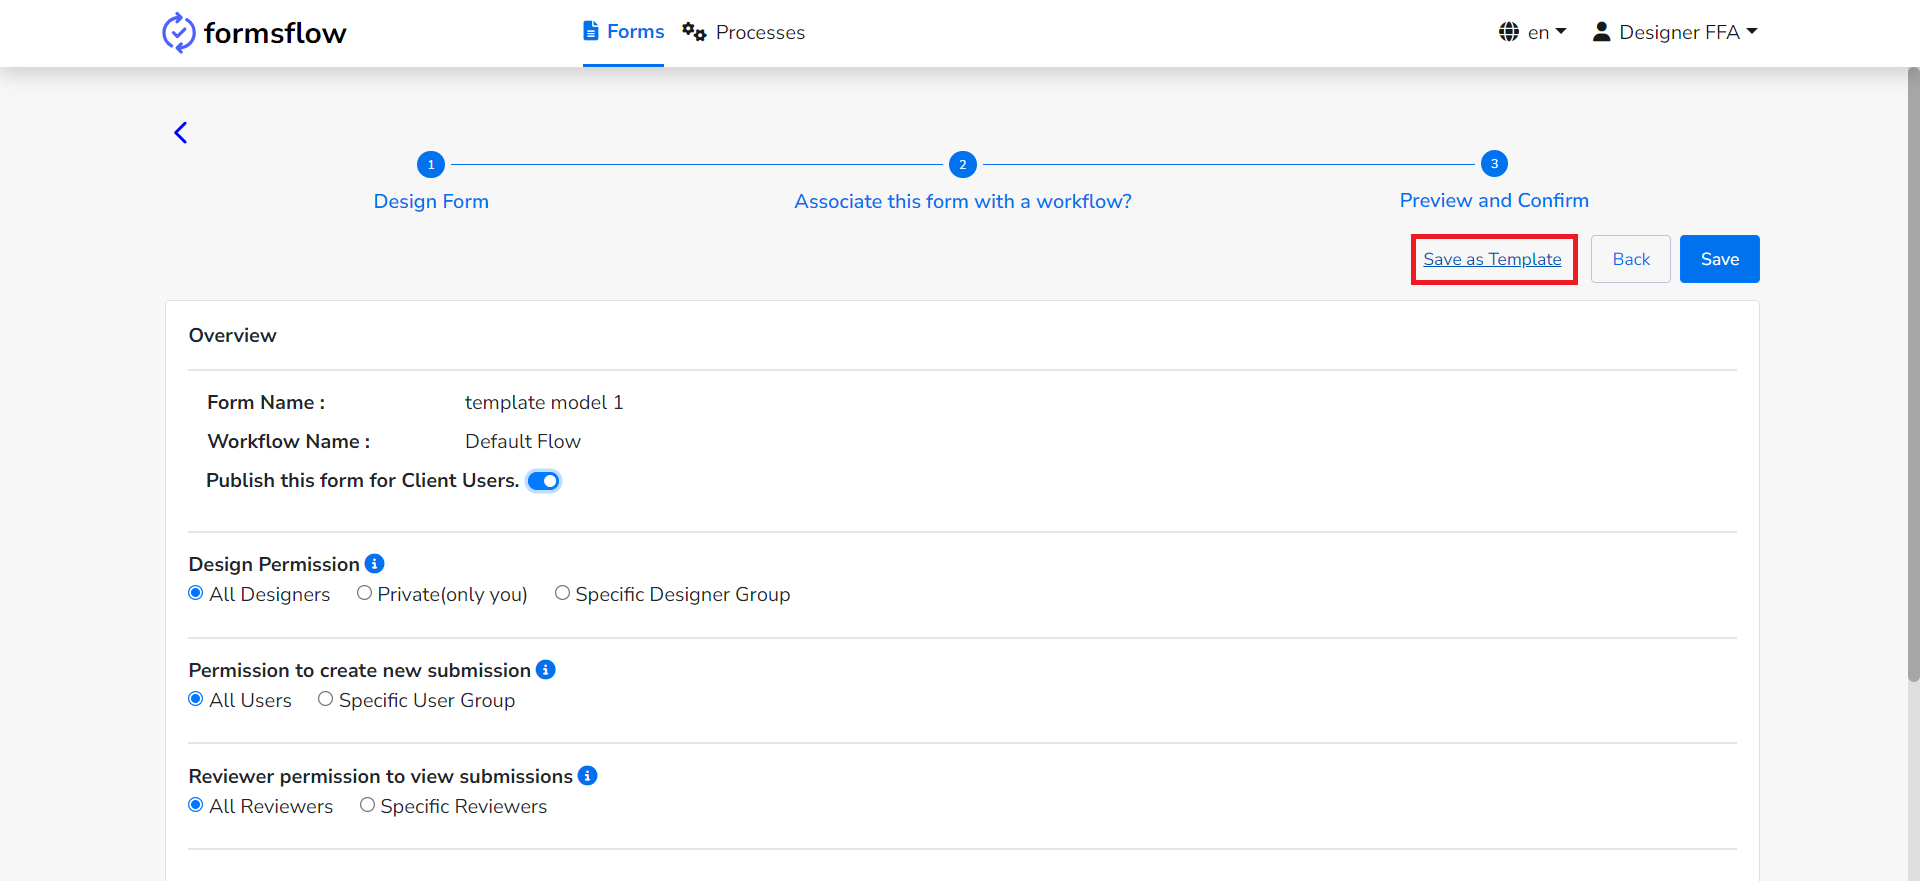 formsflow
Forms
Processes
en
Designer FFA
1
2
3
Design Form
Associate this form with a workflow?
Preview and Confirm
Save as Template
Back
Save
Overview
Form Name :
template model 1
Workflow Name :
Default Flow
Publish this form for Client Users.
Design Permission
All Designers
Private(only you)
Specific Designer Group
Permission to create new submission
All Users
Specific User Group
Reviewer permission to view submissions
All Reviewers
Specific Reviewers